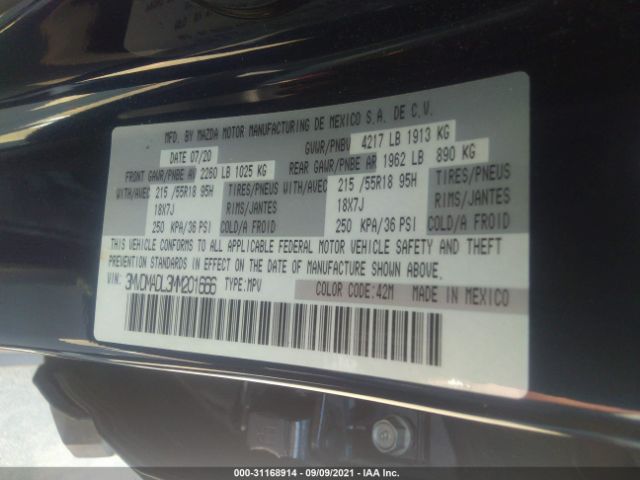 MFD. BY MAZDA MOTOR MANUFACTURING DE MEXICO S.A. DE C.V.
DATE 07/20 GVWR/PNBV 4217 LB 1913 KG
FRONT GAWR/PNBE AV 2260 LB 1025 KG REAR GAWR/PNBE AR 1962 LB 890 KG
WITH/AVEC 215 /55R18 95H TIRES/PNEUS WITH/AVEC 215 /55R18 95H TIRES/PNEUS
18X7J RIMS/JANTES 18X7J RIMS/JANTES
250 KPA/36 PSI COLD/A FROID 250 KPA/36 PSI COLD/A FROID
THIS VEHICLE CONFORMS TO ALL APPLICABLE FEDERAL MOTOR VEHICLE SAFETY AND THEFT
PREVENTION STANDARDS IN EFFECT ON THE DATE OF MANUFACTURE SHOWN ABOVE.
VIN: 3MVDMADL3MM201666 TYPE:MPV COLOR CODE:42M MADE IN MEXICO
000-31168914 - 09/09/2021 - IAA Inc.